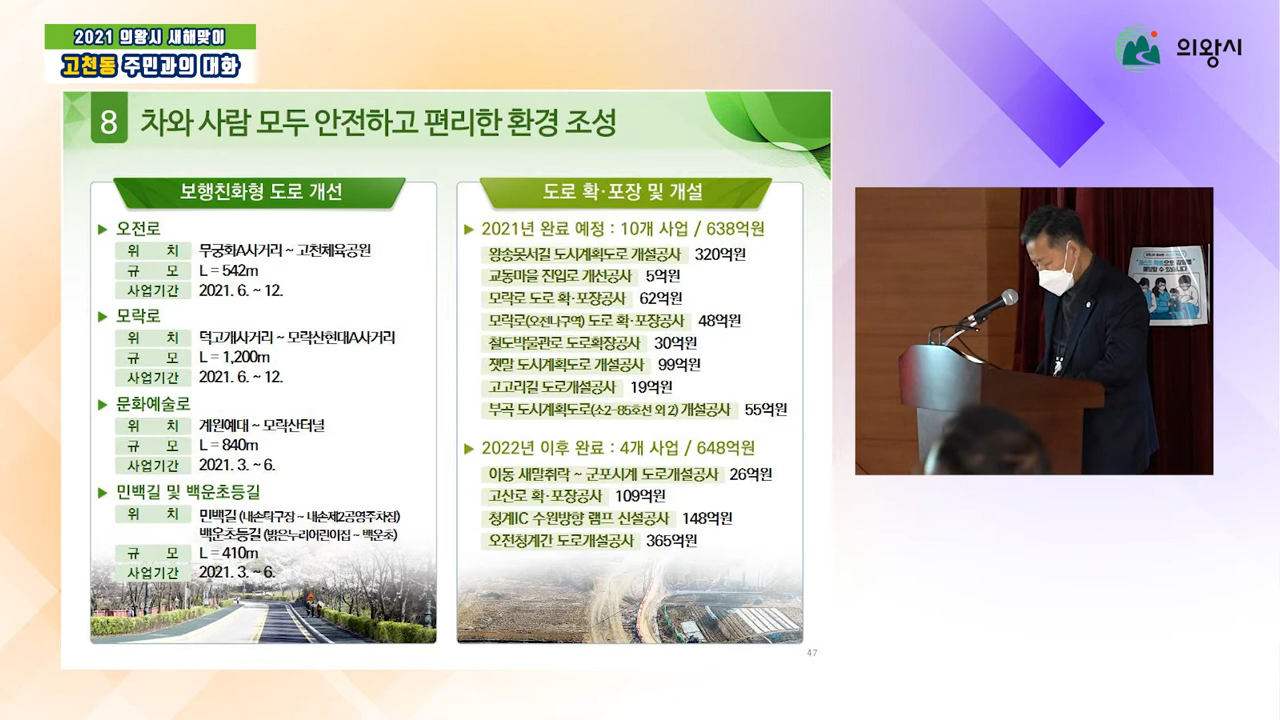 2021 의왕시 새해맞이
고천동 주민과의 대화
의왕시
8 차와 사람 모두 안전하고 편리한 환경 조성
보행친화형 도로 개선
오전로
위 치 무궁화A사거리 ~ 고천체육공원
규 모 L = 542m
사업기간 2021. 6. ~ 12.
모락로
위 치 덕고개사거리 ~ 모락산현대A사거리
규 모 L = 1,200m
사업기간 2021. 6. ~ 12.
문화예술로
위 치 계원예대 ~ 모락산터널
규 모 L = 840m
사업기간 2021. 3. ~ 6.
민백길 및 백운초등길
위 치 민백길 (내손탁구장 ~ 내손제2공영주차장)
백운초등길 (밝은누리어린이집 ~ 백운초)
규 모 L = 410m
사업기간 2021. 3. ~ 6.
도로 확·포장 및 개설
2021년 완료 예정 : 10개 사업 / 638억원
왕송못서길 도시계획도로 개설공사 320억원
교동마을 진입로 개선공사 5억원
모락로 도로 확·포장공사 62억원
모락로(오전나구역) 도로 확·포장공사 48억원
철도박물관로 도로확장공사 30억원
잿말 도시계획도로 개설공사 99억원
고고리길 도로개설공사 19억원
부곡 도시계획도로(소2-85호선 외 2) 개설공사 55억원
2022년 이후 완료 : 4개 사업 / 648억원
이동 새말취락 ~ 군포시계 도로개설공사 26억원
고산로 확·포장공사 109억원
청계IC 수원방향 램프 신설공사 148억원
오전청계간 도로개설공사 365억원
47